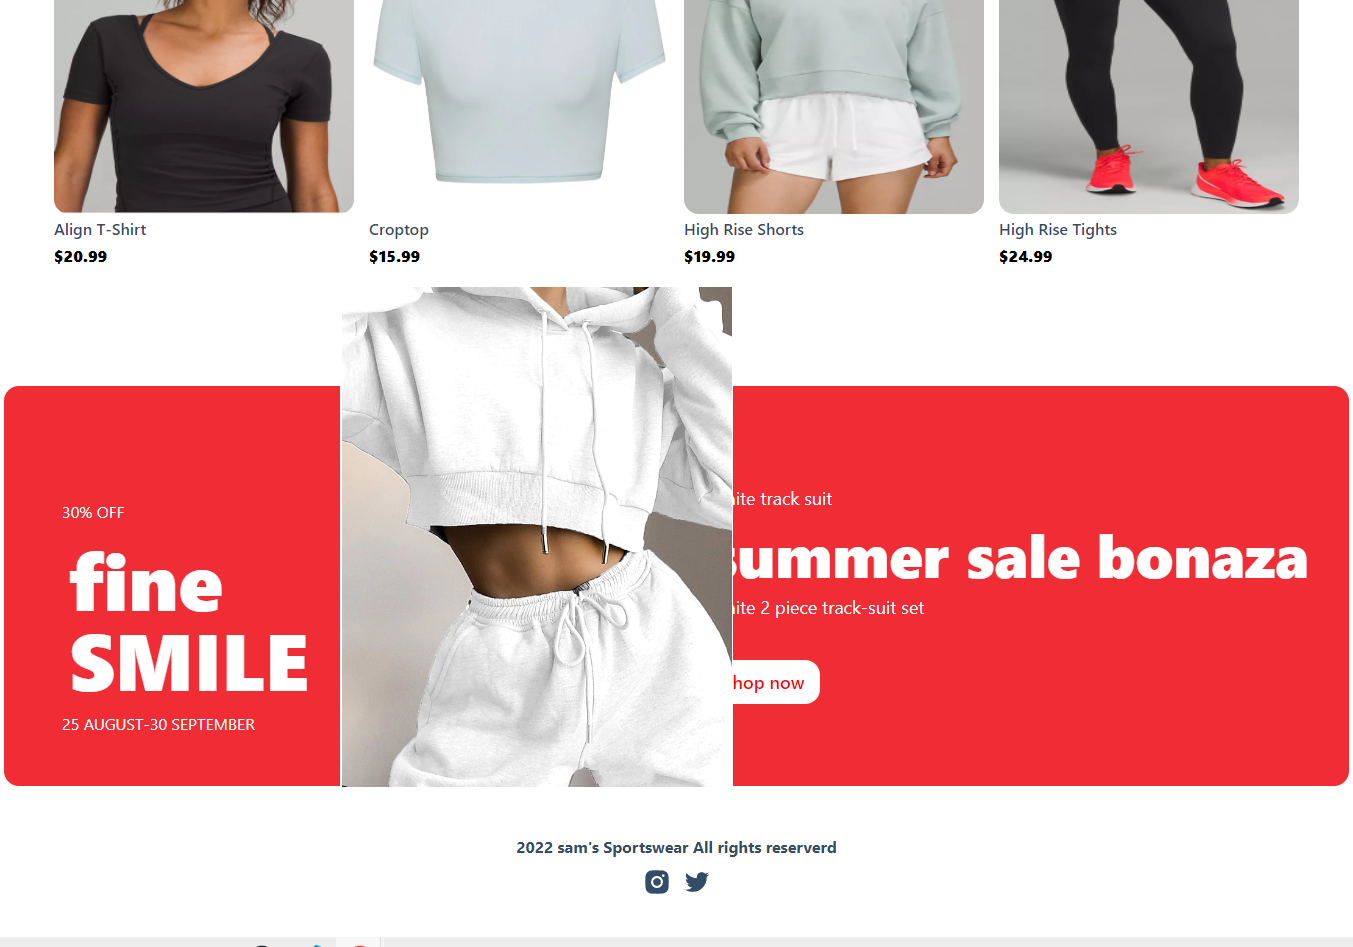 Align T-Shirt
$20.99
Croptop
$15.99
High Rise Shorts
$19.99
High Rise Tights
$24.99
30% OFF
fine
SMILE
25 AUGUST-30 SEPTEMBER
ite track suit
summer sale bonaza
ite 2 piece track-suit set
hop now
2022 sam's Sportswear All rights reserverd